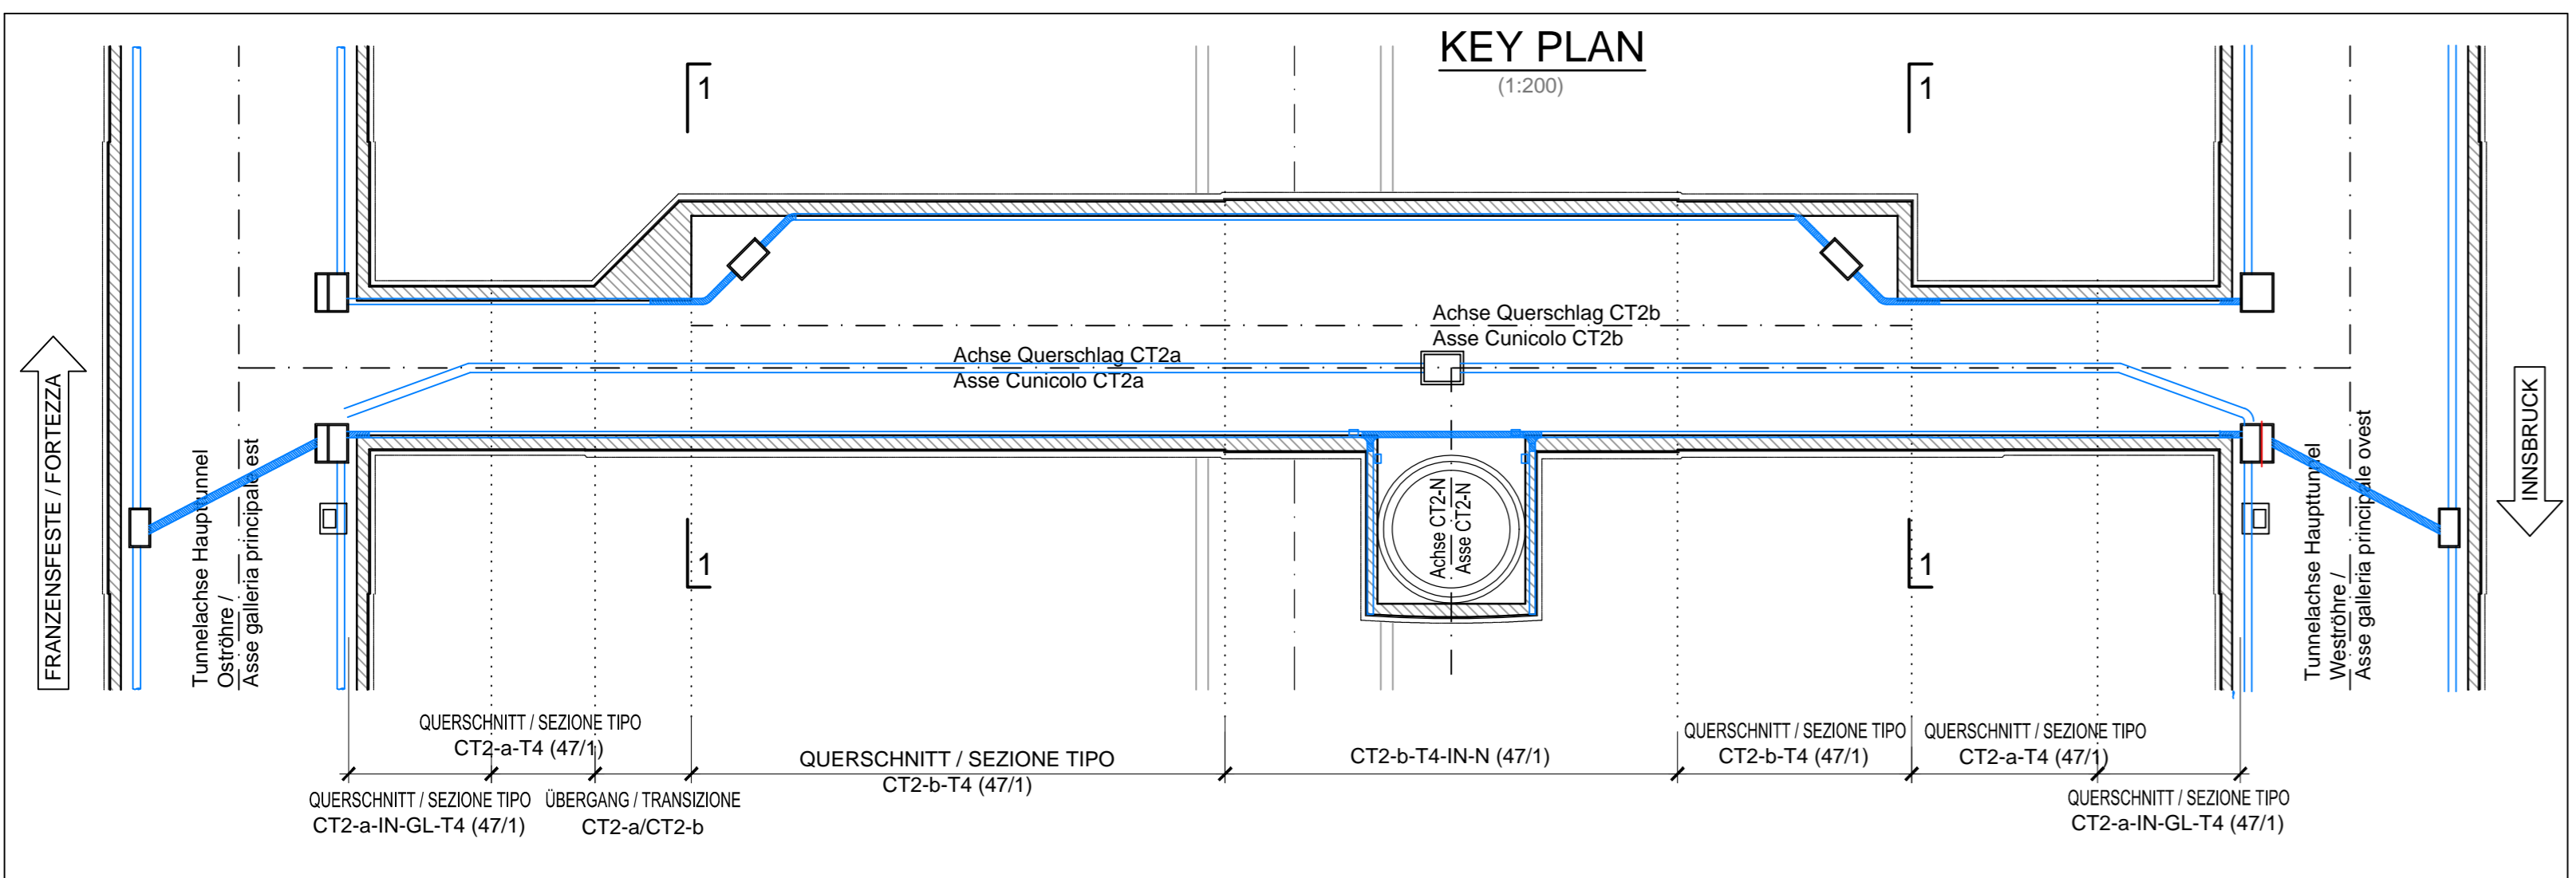 KEY PLAN
(1:200)
1
1
Achse Querschlag CT2b
Asse Cunicolo CT2b
Achse Querschlag CT2a
Asse Cunicolo CT2a
FRANZENSFESTE / FORTEZZA
Tunnelachse Hauptunnel
Oströhre /
Asse galleria principale est
1
Achse CT2-N
Asse CT2-N
1
Tunnelachse Hauptunnel
Weströhre /
Asse galleria principale ovest
INNSBRUCK
QUERSCHNITT / SEZIONE TIPO
CT2-a-T4 (47/1)
QUERSCHNITT / SEZIONE TIPO
CT2-b-T4 (47/1)
CT2-b-T4-IN-N (47/1)
QUERSCHNITT / SEZIONE TIPO
CT2-b-T4 (47/1)
QUERSCHNITT / SEZIONE TIPO
CT2-a-T4 (47/1)
QUERSCHNITT / SEZIONE TIPO
CT2-a-IN-GL-T4 (47/1)
ÜBERGANG / TRANSIZIONE
CT2-a/CT2-b
QUERSCHNITT / SEZIONE TIPO
CT2-a-IN-GL-T4 (47/1)